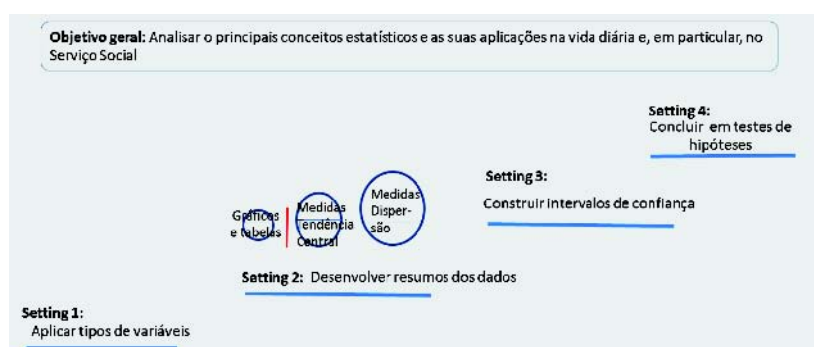 Objetivo geral: Analisar o principais conceitos estatísticos e as suas aplicações na vida diária e, em particular, no
Serviço Social
Setting 4:
Concluir em testes de
hipóteses
Setting 3:
Construir intervalos de confiança
Gráficos
e tabelas
Medidas
Tendência
Central
Medidas
Disper-
são
Setting 2: Desenvolver resumos dos dados
Setting 1:
Aplicar tipos de variáveis